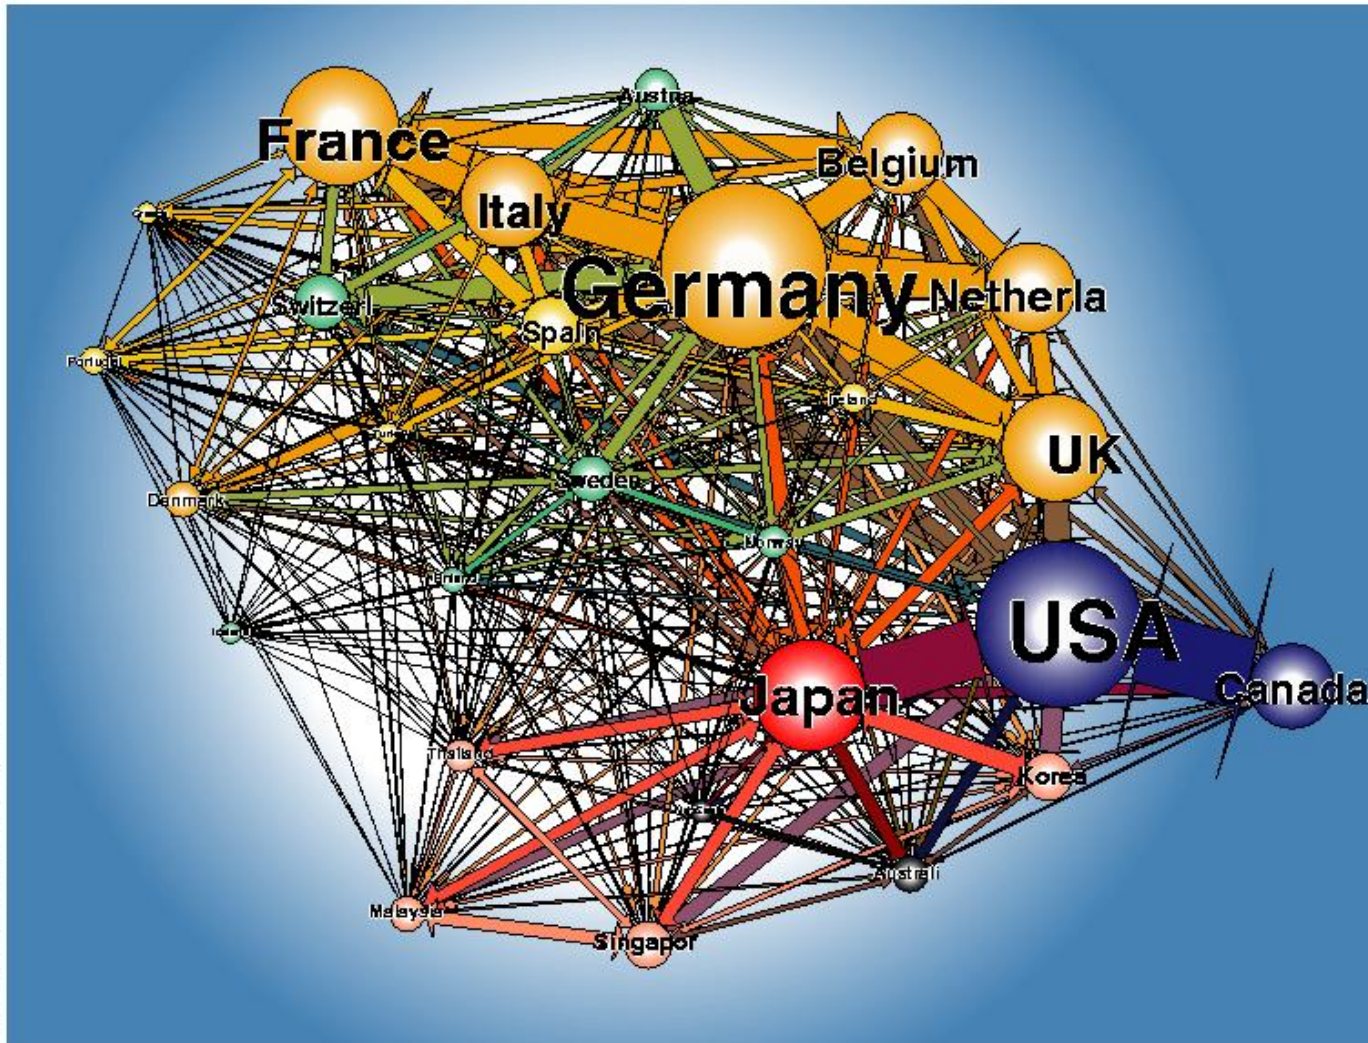 Austria
France
Belgium
Italy
Germany
Netherla
Switzerl
Spain
Portugal
Ireland
UK
Sweden
Denmark
Norway
Finland
USA
Japan
Canada
Thailand
Korea
Australi
Malaysia
Singapor